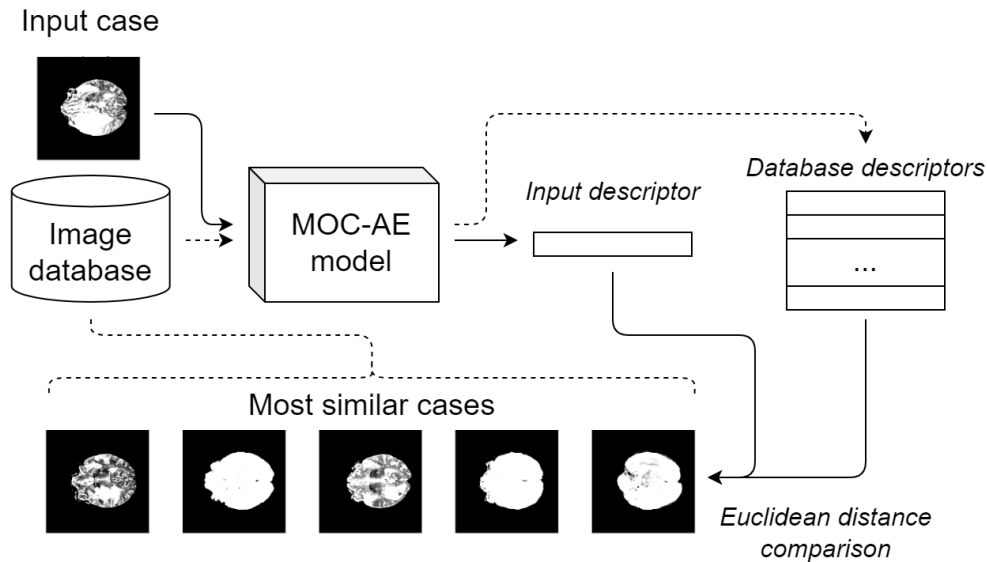 Input case
Image
database
MOC-AE
model
Input descriptor
Database descriptors
...
Most similar cases
Euclidean distance
comparison